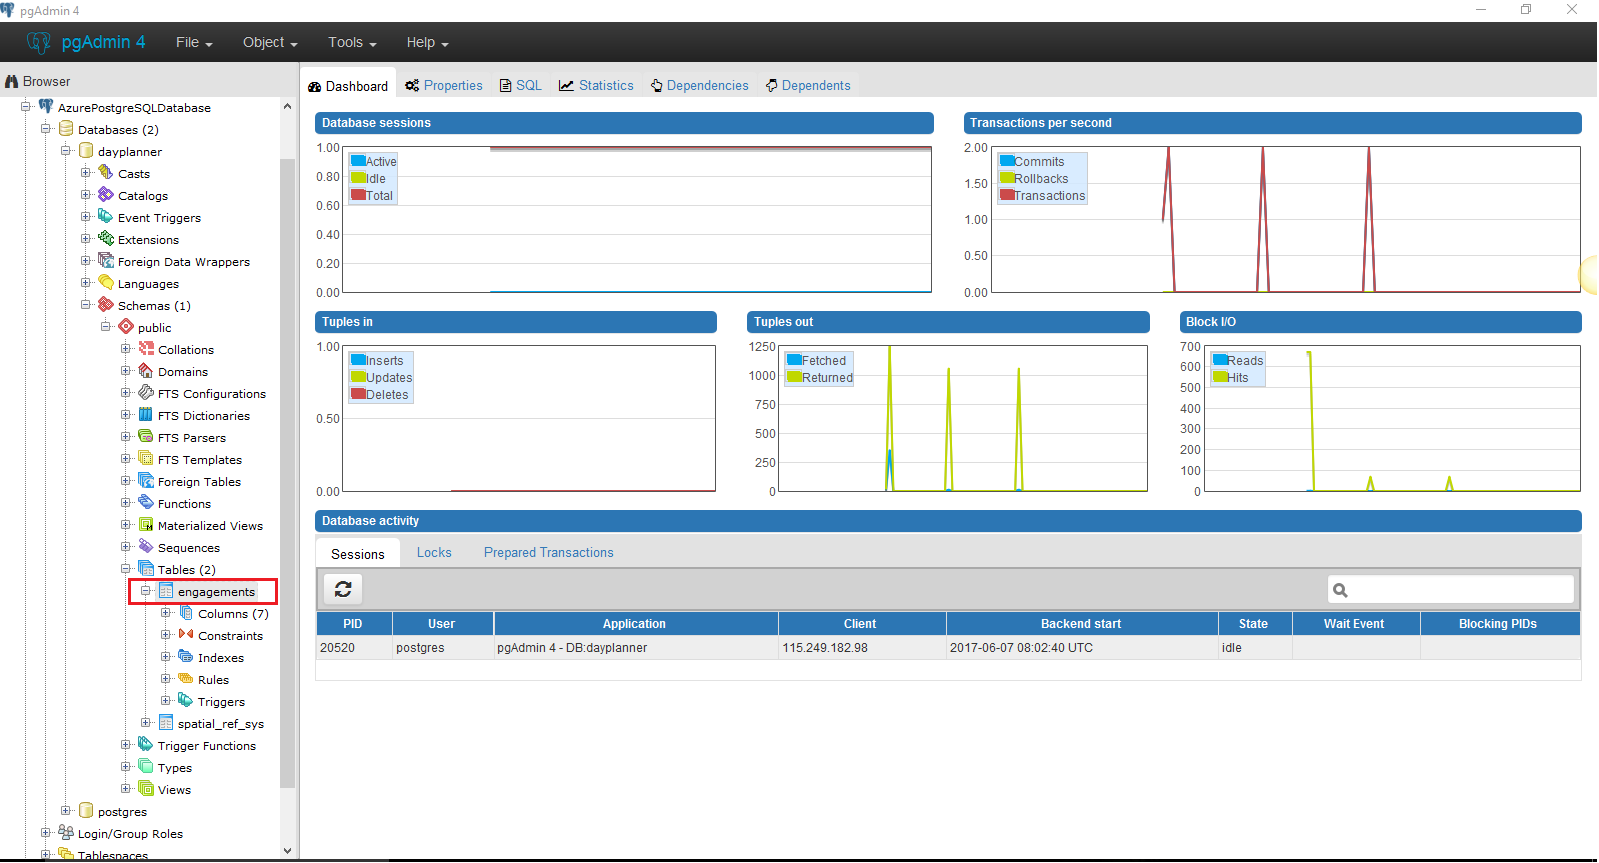 pgAdmin 4
pgAdmin 4 File Object Tools Help
Browser
AzurePostgreSQLDatabase
Databases (2)
dayplanner
Casts
Catalogs
Event Triggers
Extensions
Foreign Data Wrappers
Languages
Schemas (1)
public
Collations
Domains
FTS Configurations
FTS Dictionaries
FTS Parsers
FTS Templates
Foreign Tables
Functions
Materialized Views
Sequences
Tables (2)
engagements
Columns (7)
Constraints
Indexes
Rules
Triggers
spatial_ref_sys
Trigger Functions
Types
Views
postgres
Login/Group Roles
Tablespaces
Dashboard Properties SQL Statistics Dependencies Dependents
Database sessions
1.00
0.80
0.60
0.40
0.20
0.00
Active
Idle
Total
Transactions per second
2.00
1.50
1.00
0.50
0.00
Commits
Rollbacks
Transactions
Tuples in
1.00
0.50
0.00
Inserts
Updates
Deletes
Tuples out
1250
1000
750
500
250
0
Fetched
Returned
Block I/O
700
600
500
400
300
200
100
0
Reads
Hits
Database activity
Sessions Locks Prepared Transactions
PID User Application Client Backend start State Wait Event Blocking PIDs
20520 postgres pgAdmin 4 - DB:dayplanner 115.249.182.98 2017-06-07 08:02:40 UTC idle